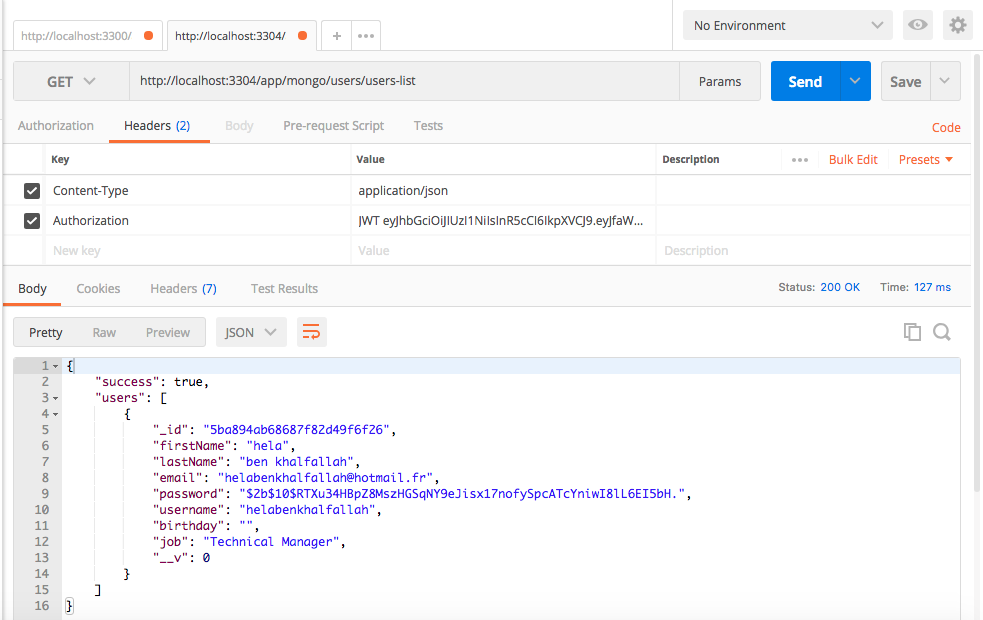 http://localhost:3300/ http://localhost:3304/ + No Environment
GET http://localhost:3304/app/mongo/users/users-list Params Send Save
Authorization Headers (2) Body Pre-request Script Tests Code
Key Value Description Bulk Edit Presets
Content-Type application/json
Authorization JWT eyJhbGciOiJIUzI1NiIsInR5cCI6IkpXVCJ9.eyJfaW...
New key Value Description
Body Cookies Headers (7) Test Results Status: 200 OK Time: 127 ms
Pretty Raw Preview JSON
1 {
2 "success": true,
3 "users": [
4 {
5 "_id": "5ba894ab68687f82d49f6f26",
6 "firstName": "hela",
7 "lastName": "ben khalfallah",
8 "email": "helabenkhalfallah@hotmail.fr",
9 "password": "$2b$10$RTXu34HBpZ8MszHGSqNY9eJisx17nofySpcATcYniwI8lL6EI5bH.",
10 "username": "helabenkhalfallah",
11 "birthday": "",
12 "job": "Technical Manager",
13 "__v": 0
14 }
15 ]
16 }